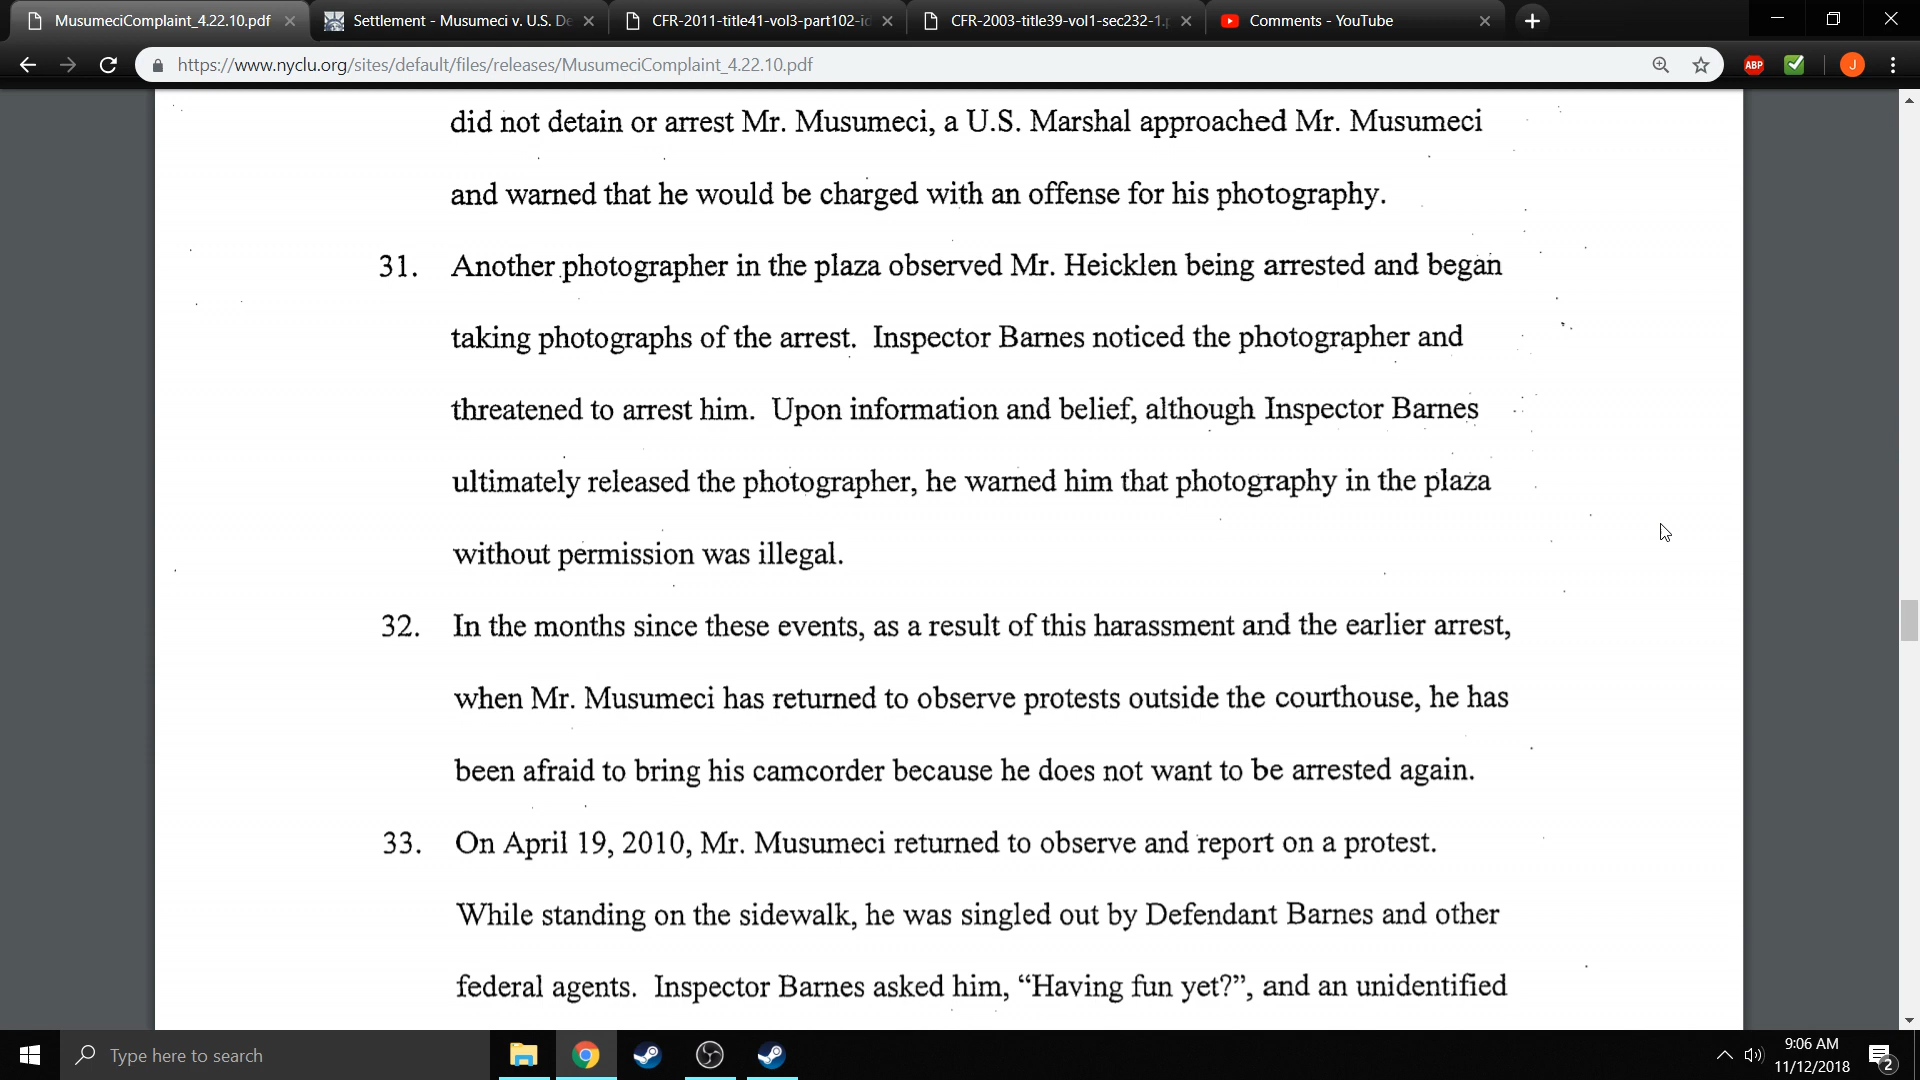 MusumeciComplaint_4.22.10.pdf
Settlement - Musumeci v. U.S. De
CFR-2011-title41-vol3-part102-id
CFR-2003-title39-vol1-sec232-1.p
Comments - YouTube
https://www.nyclu.org/sites/default/files/releases/MusumeciComplaint_4.22.10.pdf
ABP
J
did not detain or arrest Mr. Musumeci, a U.S. Marshal approached Mr. Musumeci
and warned that he would be charged with an offense for his photography.
31. Another photographer in the plaza observed Mr. Heicklen being arrested and began
taking photographs of the arrest. Inspector Barnes noticed the photographer and
threatened to arrest him. Upon information and belief, although Inspector Barnes
ultimately released the photographer, he warned him that photography in the plaza
without permission was illegal.
32. In the months since these events, as a result of this harassment and the earlier arrest,
when Mr. Musumeci has returned to observe protests outside the courthouse, he has
been afraid to bring his camcorder because he does not want to be arrested again.
33. On April 19, 2010, Mr. Musumeci returned to observe and report on a protest.
While standing on the sidewalk, he was singled out by Defendant Barnes and other
federal agents. Inspector Barnes asked him, “Having fun yet?”, and an unidentified
Type here to search
9:06 AM
11/12/2018
2